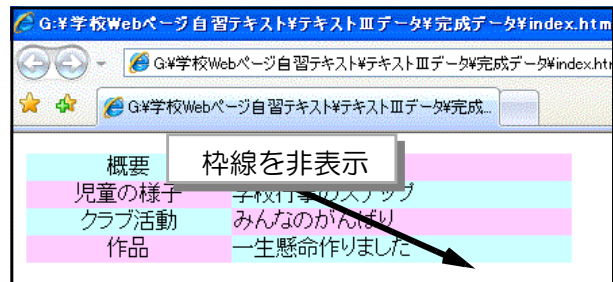 G:¥学校Webページ自習テキスト¥テキストⅢデータ¥完成データ¥index.htm
G:¥学校Webページ自習テキスト¥テキストⅢデータ¥完成データ¥index.htm
G:¥学校Webページ自習テキスト¥テキストⅢデータ¥完成...
概要
枠線を非表示
児童の様子 学校行事のスナップ
クラブ活動 みんなのがんばり
作品 一生懸命作りました